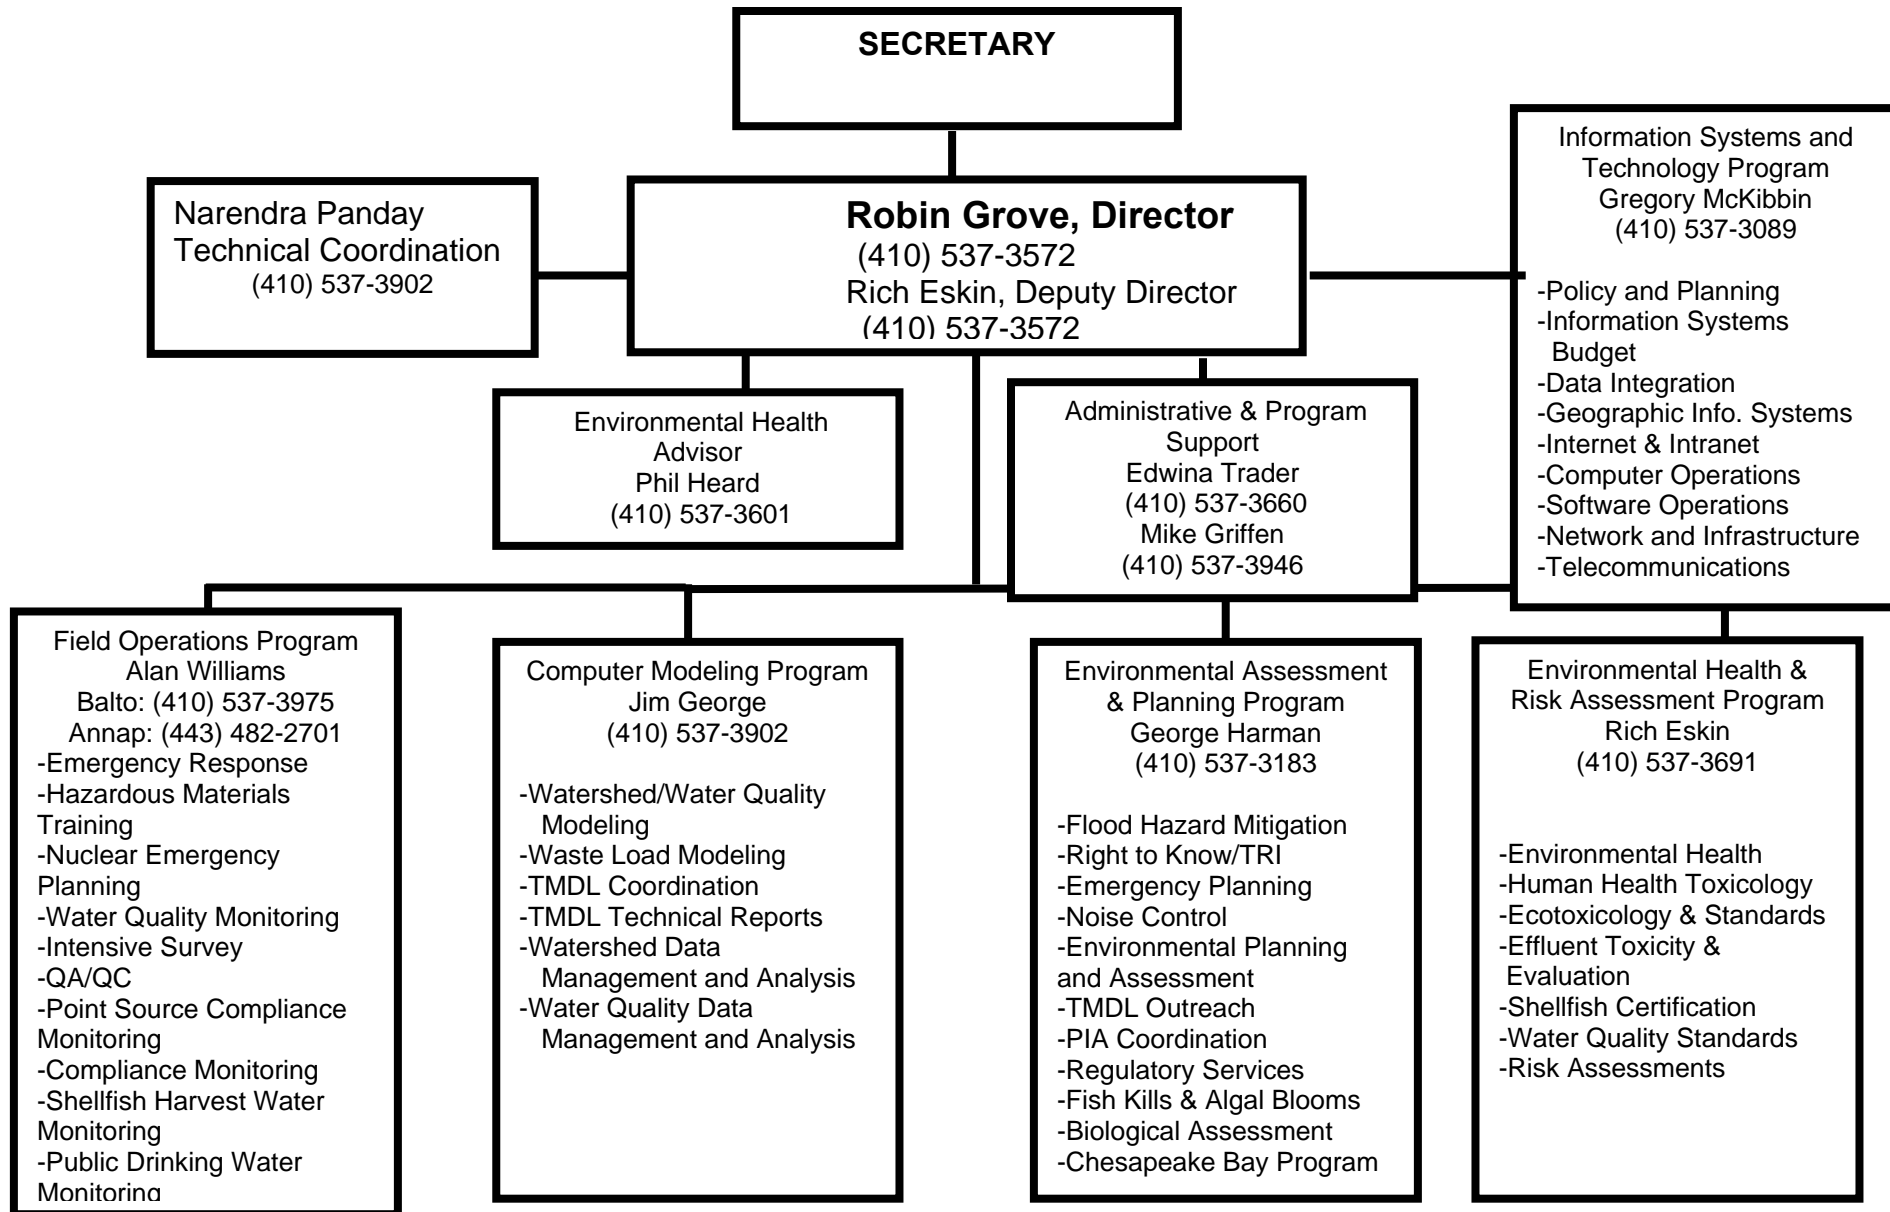 SECRETARY
Narendra Panday
Technical Coordination
(410) 537-3902
Robin Grove, Director
(410) 537-3572
Rich Eskin, Deputy Director
(410) 537-3572
Information Systems and
Technology Program
Gregory McKibbin
(410) 537-3089
-Policy and Planning
-Information Systems
Budget
-Data Integration
-Geographic Info. Systems
-Internet & Intranet
-Computer Operations
-Software Operations
-Network and Infrastructure
-Telecommunications
Environmental Health
Advisor
Phil Heard
(410) 537-3601
Administrative & Program
Support
Edwina Trader
(410) 537-3660
Mike Griffen
(410) 537-3946
Field Operations Program
Alan Williams
Balto: (410) 537-3975
Annap: (443) 482-2701
-Emergency Response
-Hazardous Materials
Training
-Nuclear Emergency
Planning
-Water Quality Monitoring
-Intensive Survey
-QA/QC
-Point Source Compliance
Monitoring
-Compliance Monitoring
-Shellfish Harvest Water
Monitoring
-Public Drinking Water
Monitoring
Computer Modeling Program
Jim George
(410) 537-3902
-Watershed/Water Quality
Modeling
-Waste Load Modeling
-TMDL Coordination
-TMDL Technical Reports
-Watershed Data
Management and Analysis
-Water Quality Data
Management and Analysis
Environmental Assessment
& Planning Program
George Harman
(410) 537-3183
-Flood Hazard Mitigation
-Right to Know/TRI
-Emergency Planning
-Noise Control
-Environmental Planning
and Assessment
-TMDL Outreach
-PIA Coordination
-Regulatory Services
-Fish Kills & Algal Blooms
-Biological Assessment
-Chesapeake Bay Program
Environmental Health &
Risk Assessment Program
Rich Eskin
(410) 537-3691
-Environmental Health
-Human Health Toxicology
-Ecotoxicology & Standards
-Effluent Toxicity &
Evaluation
-Shellfish Certification
-Water Quality Standards
-Risk Assessments